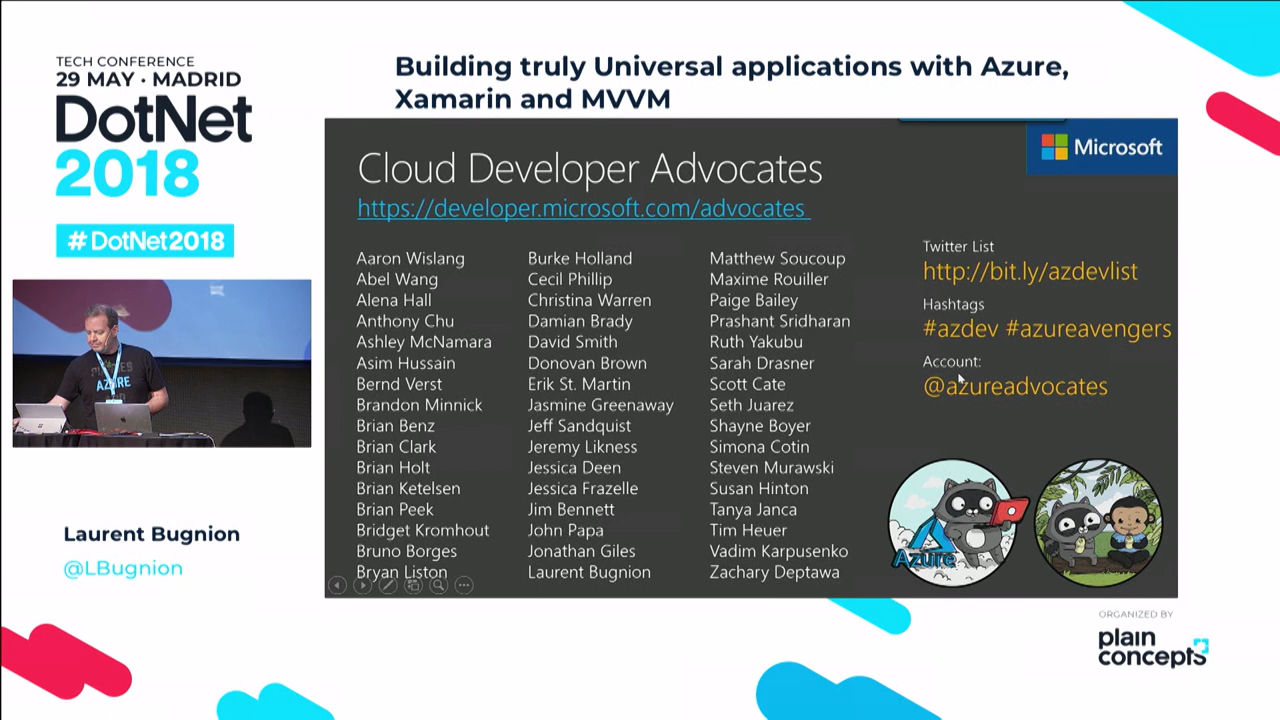 TECH CONFERENCE
29 MAY · MADRID
DotNet
2018
#DotNet2018
Building truly Universal applications with Azure,
Xamarin and MVVM
Microsoft
Cloud Developer Advocates
https://developer.microsoft.com/advocates
Aaron Wislang
Abel Wang
Alena Hall
Anthony Chu
Ashley McNamara
Asim Hussain
Bernd Verst
Brandon Minnick
Brian Benz
Brian Clark
Brian Holt
Brian Ketelsen
Brian Peek
Bridget Kromhout
Bruno Borges
Bryan Liston
Burke Holland
Cecil Phillip
Christina Warren
Damian Brady
David Smith
Donovan Brown
Erik St. Martin
Jasmine Greenaway
Jeff Sandquist
Jeremy Likness
Jessica Deen
Jessica Frazelle
Jim Bennett
John Papa
Jonathan Giles
Laurent Bugnion
Matthew Soucoup
Maxime Rouiller
Paige Bailey
Prashant Sridharan
Ruth Yakubu
Sarah Drasner
Scott Cate
Seth Juarez
Shayne Boyer
Simona Cotin
Steven Murawski
Susan Hinton
Tanya Janca
Tim Heuer
Vadim Karpusenko
Zachary Deptawa
Twitter List
http://bit.ly/azdevlist
Hashtags
#azdev #azureavengers
Account:
@azureadvocates
Azure
AZURE
Laurent Bugnion
@LBugnion
ORGANIZED BY
plain
concepts